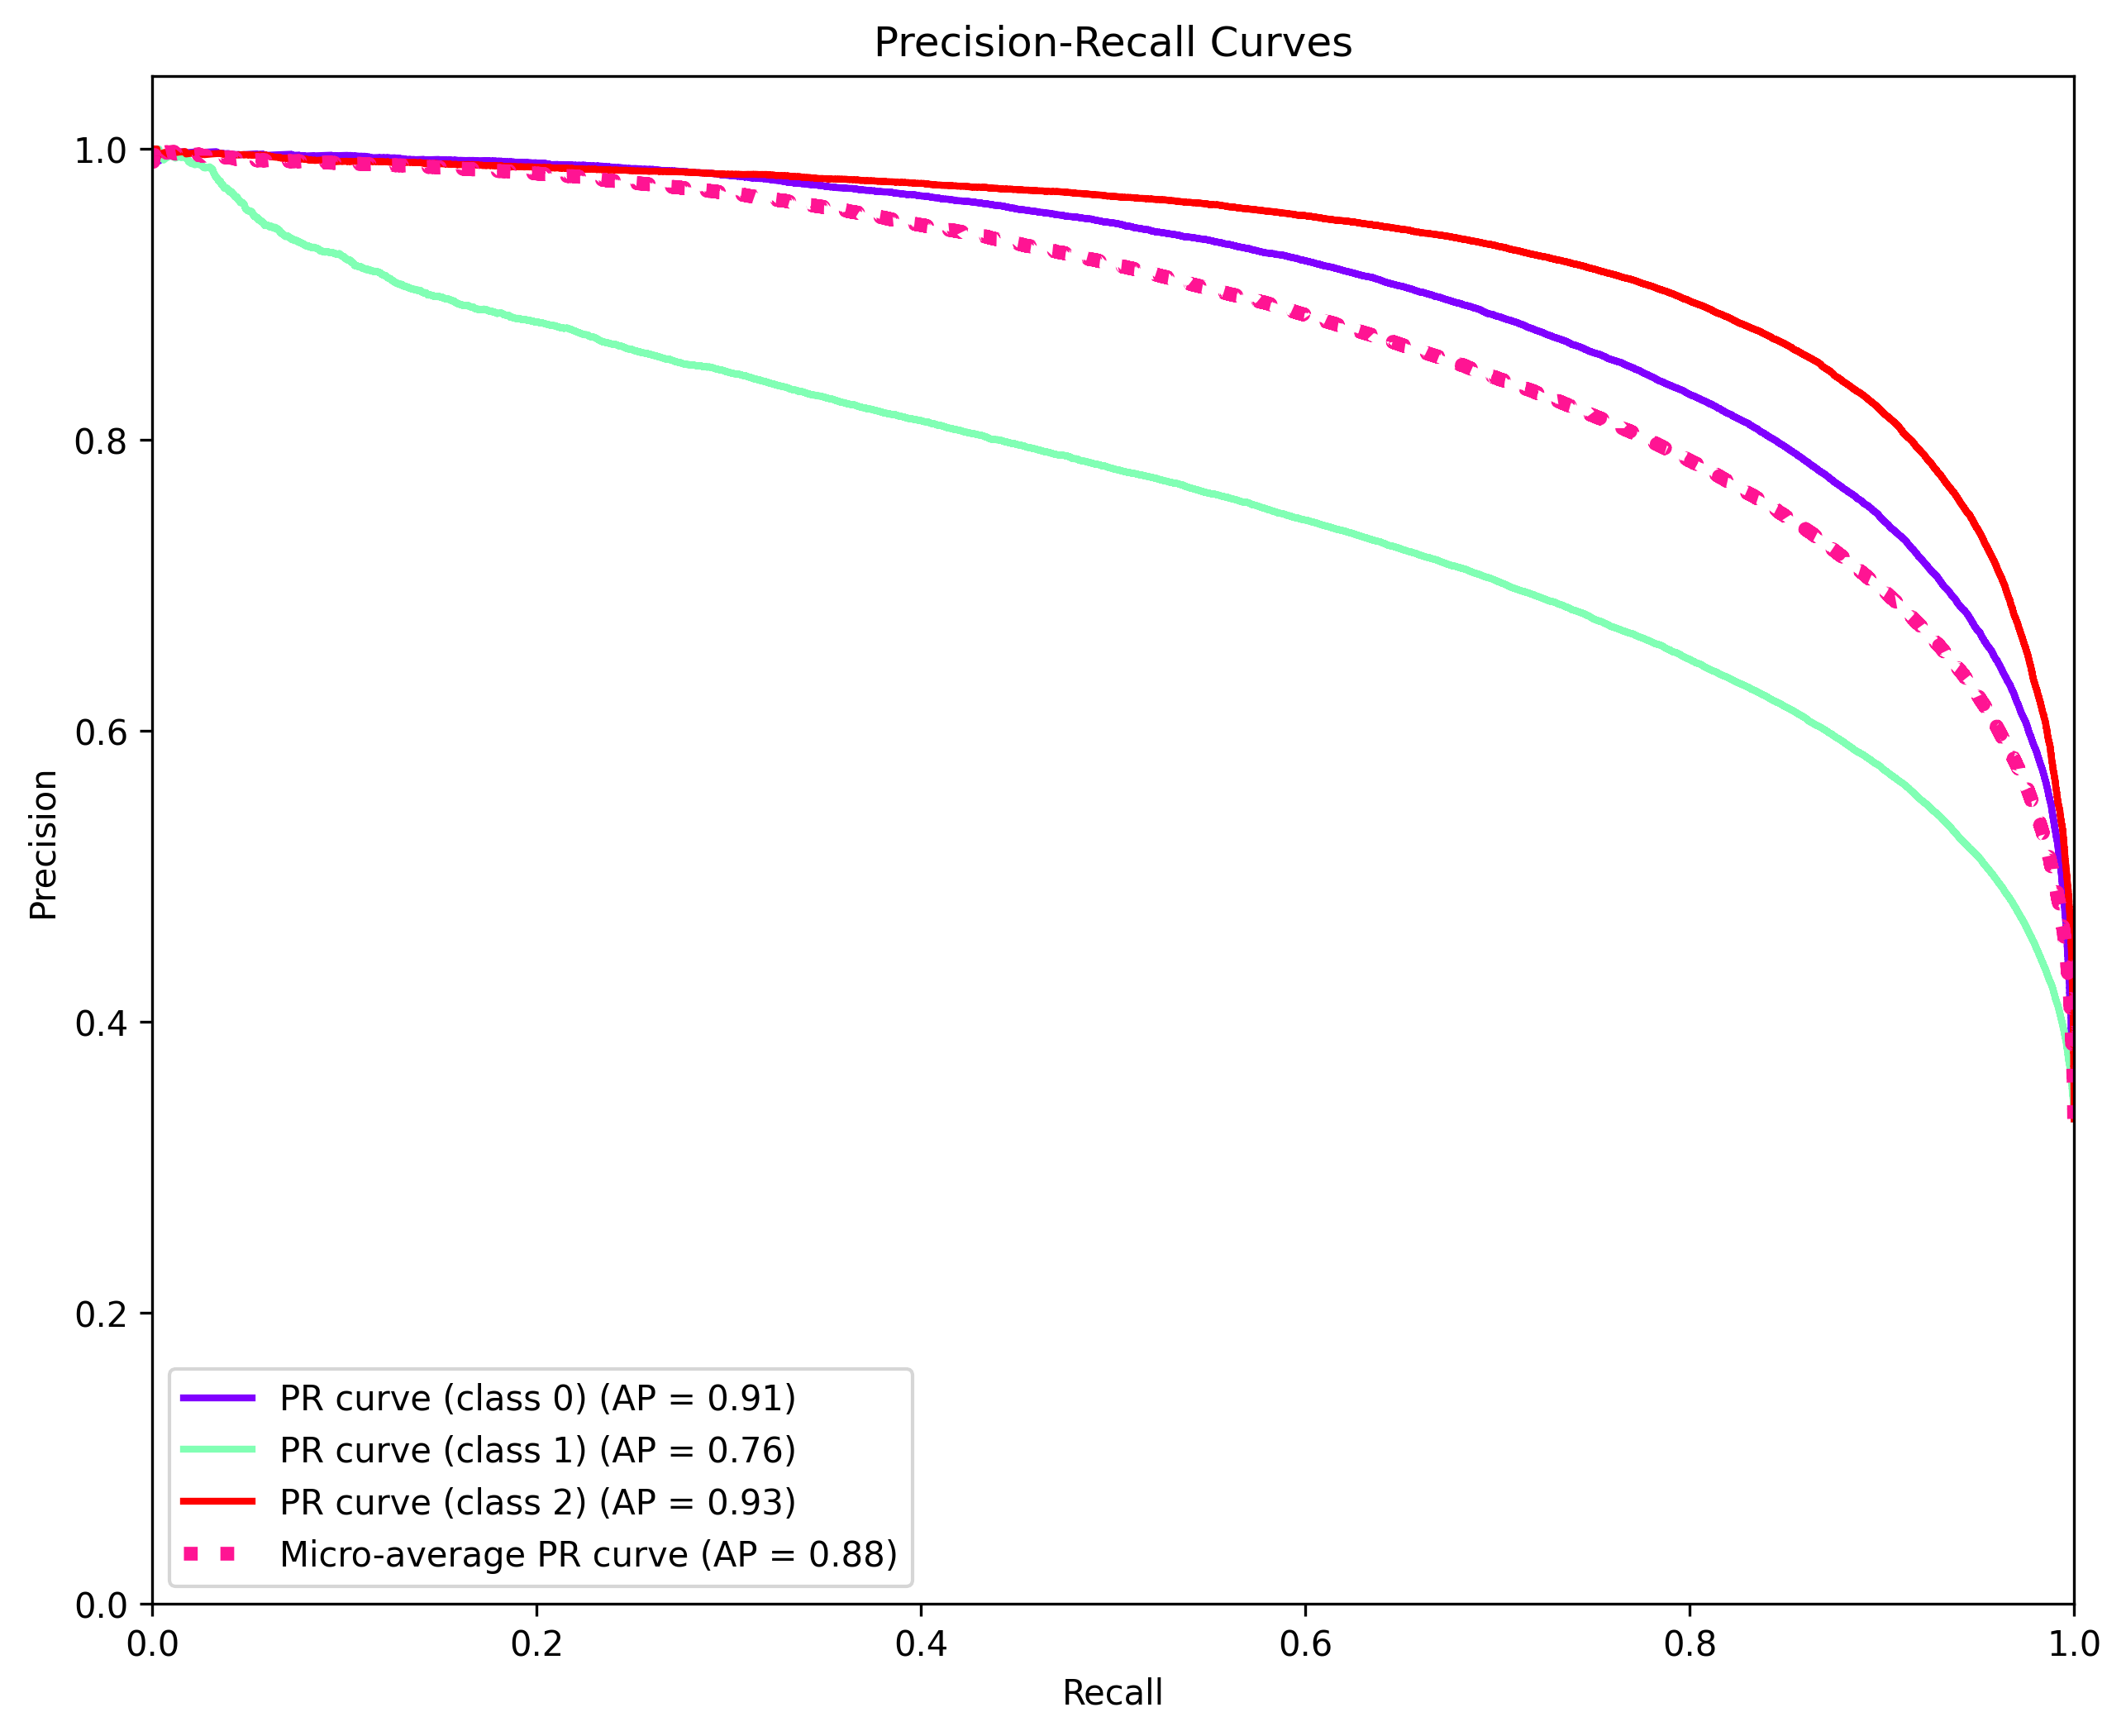 Precision-Recall Curves
1.0
0.8
0.6
0.4
0.2
0.0
Precision
PR curve (class 0) (AP = 0.91)
PR curve (class 1) (AP = 0.76)
PR curve (class 2) (AP = 0.93)
Micro-average PR curve (AP = 0.88)
0.0 0.2 0.4 0.6 0.8 1.0
Recall